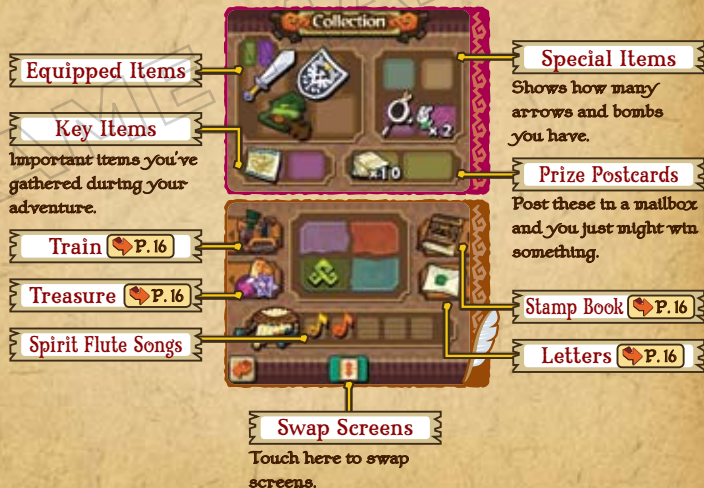 Collection
Equipped Items
Key Items
Important items you've
gathered during your
adventure.
Train P. 16
Treasure P. 16
Spirit Flute Songs
x2
x10
Special Items
Shows how many
arrows and bombs
you have.
Prize Postcards
Post these in a mailbox
and you just might win
something.
Stamp Book P. 16
Letters P. 16
Swap Screens
Touch here to swap
screens.